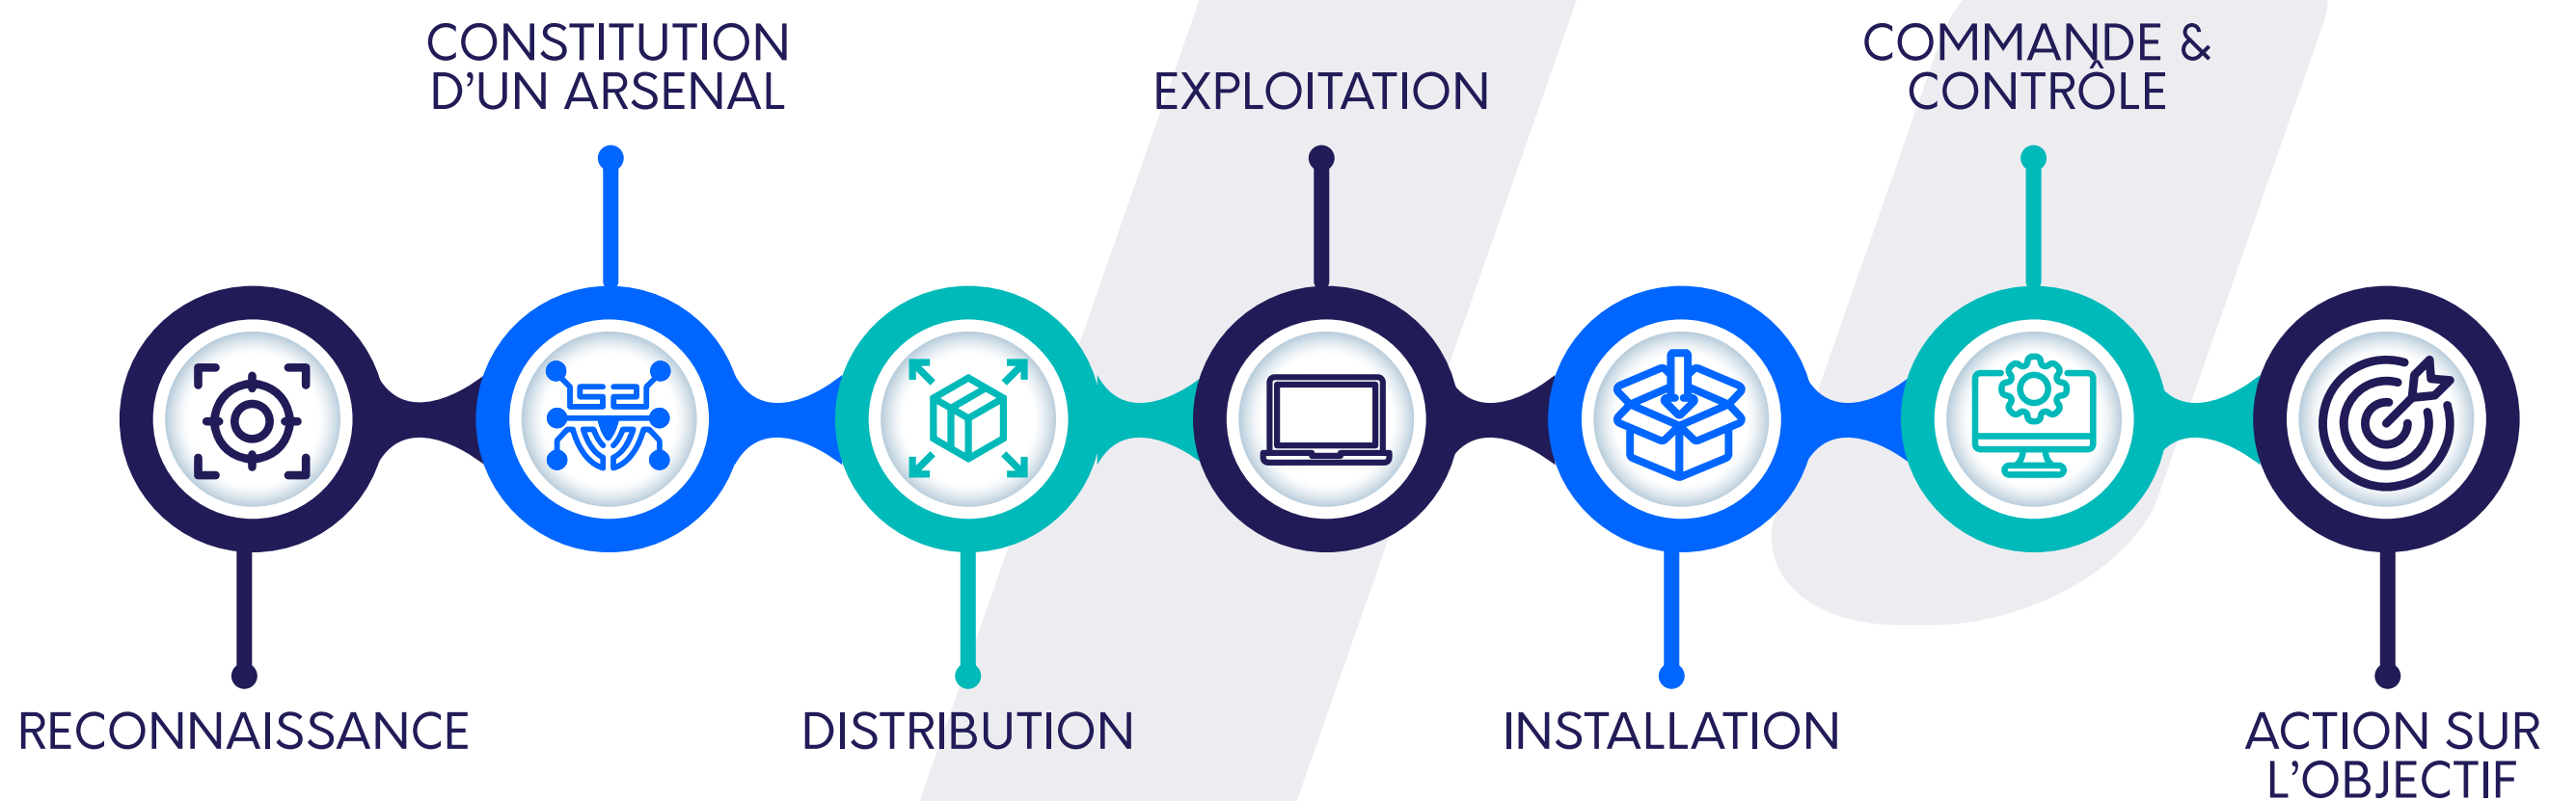 RECONNAISSANCE
CONSTITUTION
D’UN ARSENAL
DISTRIBUTION
EXPLOITATION
INSTALLATION
COMMANDE &
CONTRÔLE
ACTION SUR
L’OBJECTIF